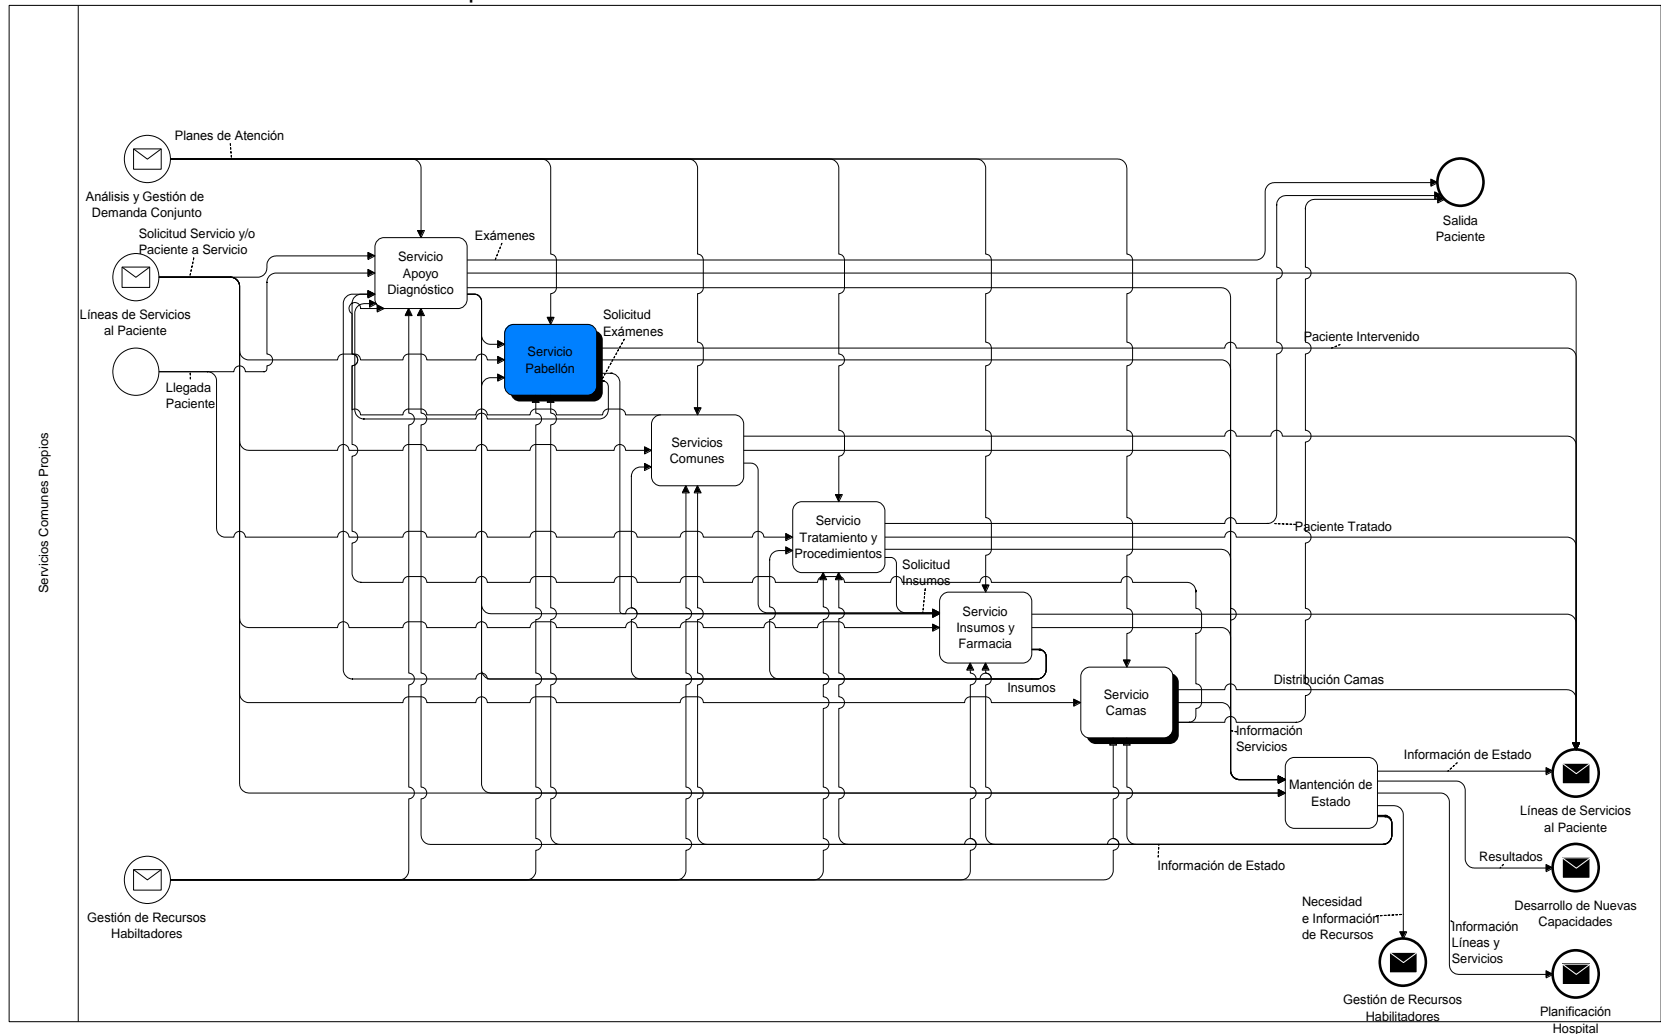 Servicios Comunes Propios
Planes de Atención
Análisis y Gestión de
Demanda Conjunto
Solicitud Servicio y/o
Paciente a Servicio
Líneas de Servicios
al Paciente
Llegada
Paciente
Servicio
Apoyo
Diagnóstico
Exámenes
Salida
Paciente
Servicio
Pabellón
Solicitud
Exámenes
Paciente Intervenido
Servicios
Comunes
Servicio
Tratamiento y
Procedimientos
Paciente Tratado
Solicitud
Insumos
Servicio
Insumos y
Farmacia
Insumos
Servicio
Camas
Distribución Camas
Información
Servicios
Mantención de
Estado
Información de Estado
Líneas de Servicios
al Paciente
Resultados
Desarrollo de Nuevas
Capacidades
Información de Estado
Gestión de Recursos
Habiltadores
Necesidad
e Información
de Recursos
Información
Líneas y
Servicios
Gestión de Recursos
Habilitadores
Planificación
Hospital